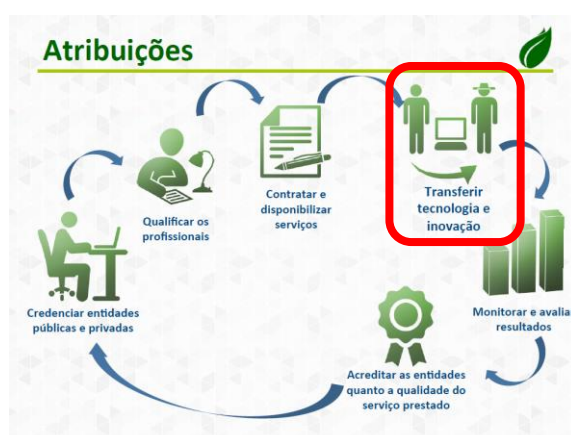 Atribuições
Transferir
tecnologia e
inovação
Contratar e
disponibilizar
serviços
Qualificar os
profissionais
Credenciar entidades
públicas e privadas
Monitorar e avalia
resultados
Acreditar as entidades
quanto a qualidade do
serviço prestado